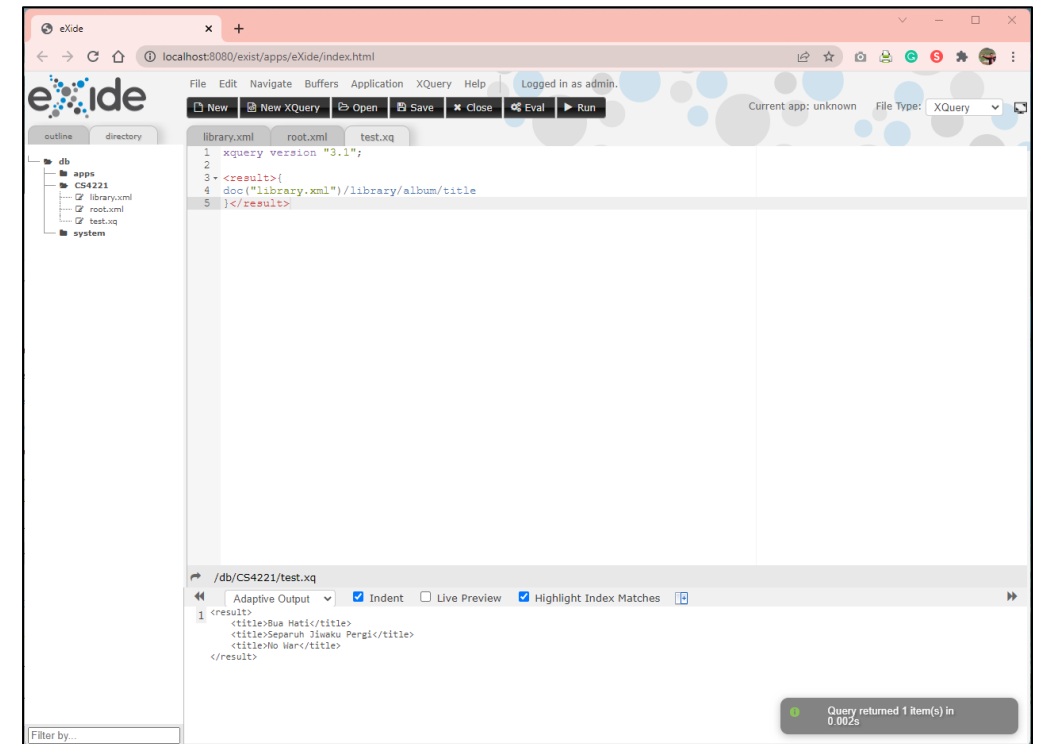 eXide
localhost:8080/exist/apps/eXide/index.html
eXide
File Edit Navigate Buffers Application XQuery Help Logged in as admin.
New New XQuery Open Save Close Eval Run Current app: unknown File Type: XQuery
outline directory
library.xml root.xml test.xq
db
apps
CS4221
library.xml
root.xml
test.xq
system
1 xquery version "3.1";
2
3 <result>{
4 doc("library.xml")/library/album/title
5 }</result>
/db/CS4221/test.xq
Adaptive Output Indent Live Preview Highlight Index Matches
1 <result>
<title>Bua Hati</title>
<title>Separuh Jiwaku Pergi</title>
<title>No War</title>
</result>
Query returned 1 item(s) in
0.002s
Filter by...